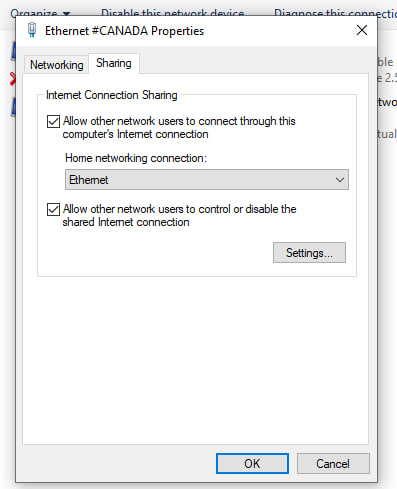 Organize
Disable this network device
Diagnose this connectio
Ethernet #CANADA Properties
Networking
Sharing
Internet Connection Sharing
Allow other network users to connect through this
computer's Internet connection
Home networking connection:
Ethernet
Allow other network users to control or disable the
shared Internet connection
Settings...
OK
Cancel
able
e 2.5
etwo
tual